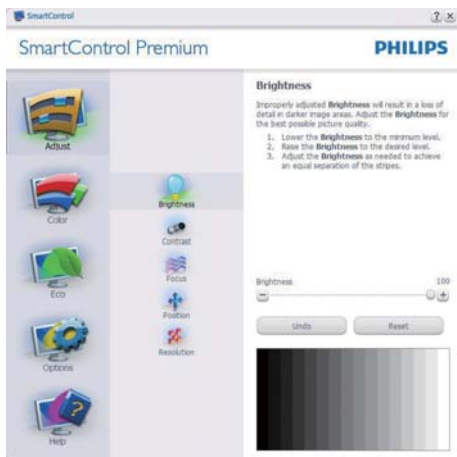 SmartControl
SmartControl Premium
PHILIPS
Adjust
Color
Eco
Options
Help
Brightness
Contrast
Focus
Position
Resolution
Brightness
Improperly adjusted Brightness will result in a loss of
detail in darker image areas. Adjust the Brightness for
the best possible picture quality.
1. Lower the Brightness to the minimum level.
2. Raise the Brightness to the desired level.
3. Adjust the Brightness as needed to achieve
an equal separation of the stripes.
Brightness 100
Undo Reset